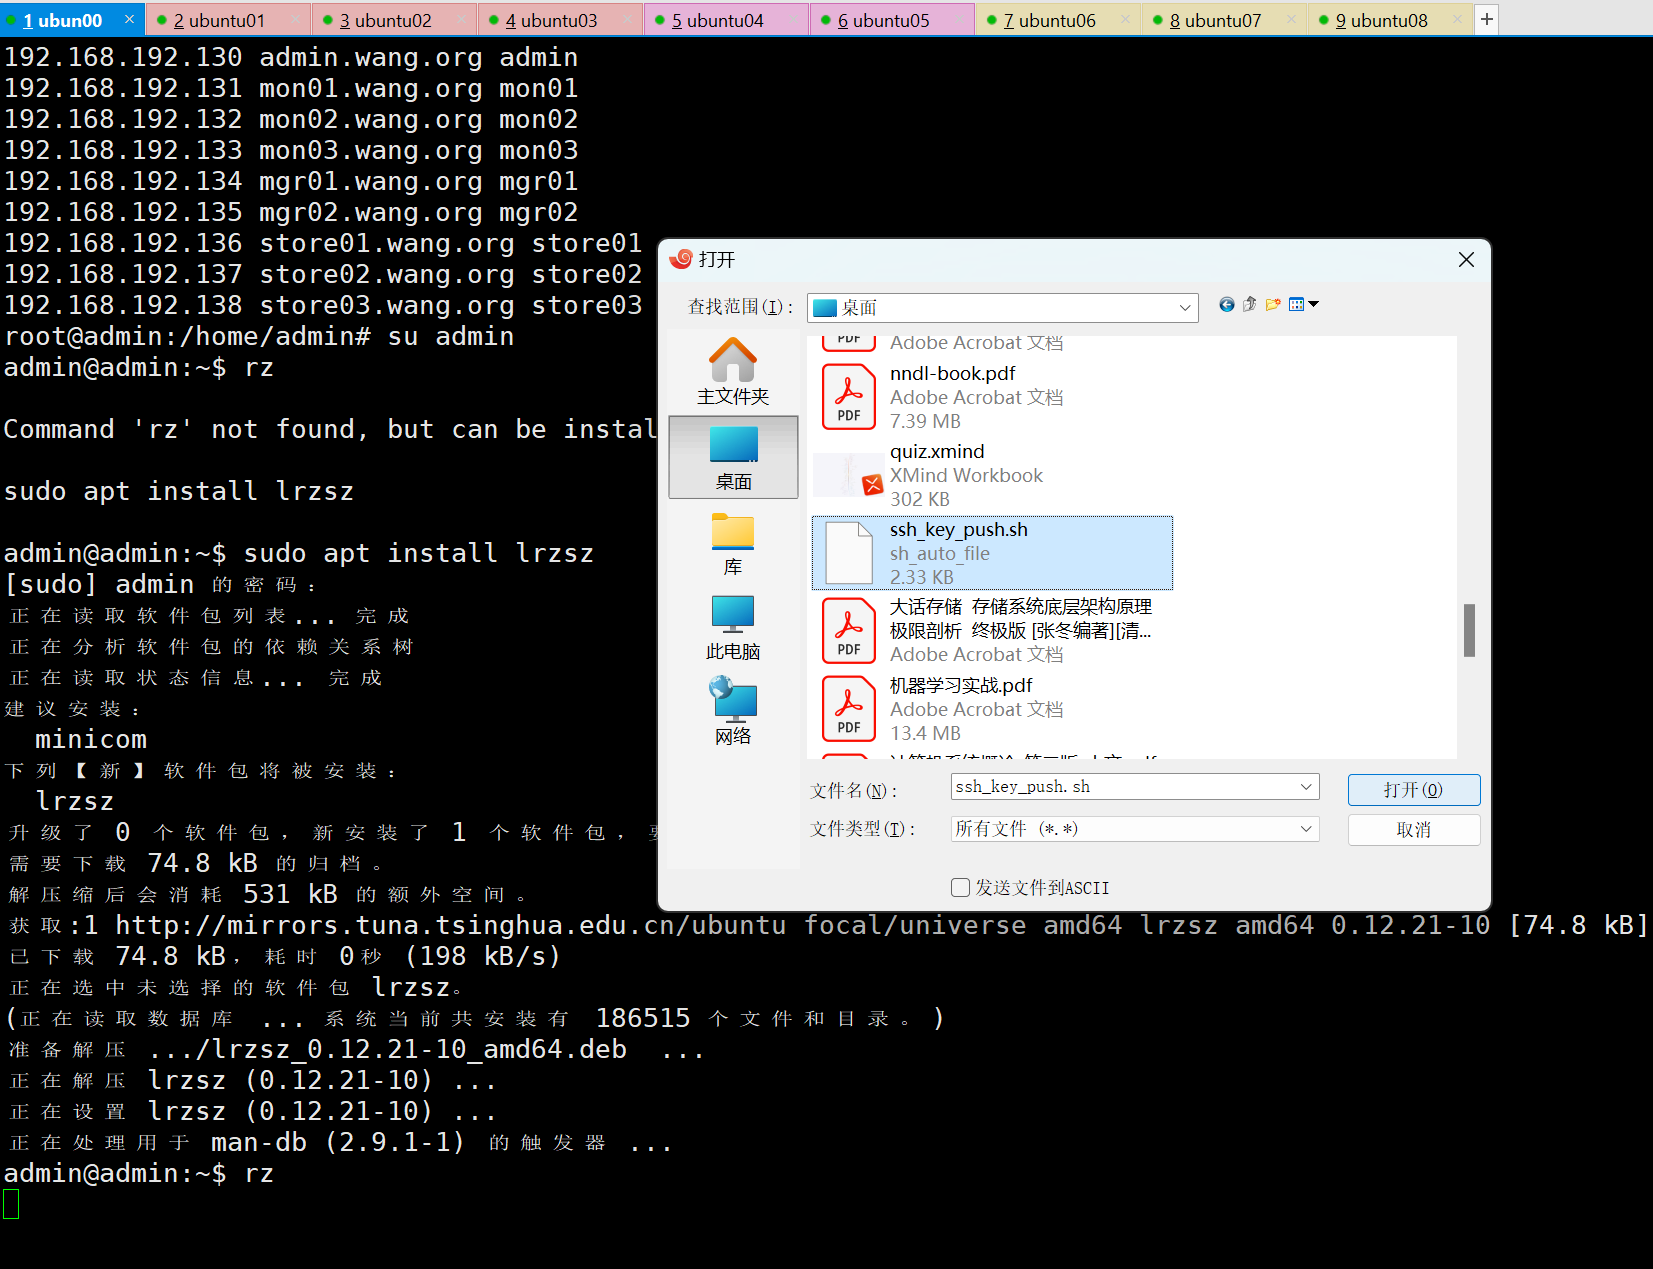 1 ubun00
2 ubuntu01
3 ubuntu02
4 ubuntu03
5 ubuntu04
6 ubuntu05
7 ubuntu06
8 ubuntu07
9 ubuntu08
192.168.192.130 admin.wang.org admin
192.168.192.131 mon01.wang.org mon01
192.168.192.132 mon02.wang.org mon02
192.168.192.133 mon03.wang.org mon03
192.168.192.134 mgr01.wang.org mgr01
192.168.192.135 mgr02.wang.org mgr02
192.168.192.136 store01.wang.org store01
192.168.192.137 store02.wang.org store02
192.168.192.138 store03.wang.org store03
root@admin:/home/admin# su admin
admin@admin:~$ rz
Command 'rz' not found, but can be instal
sudo apt install lrzsz
admin@admin:~$ sudo apt install lrzsz
[sudo] admin 的密码：
正在读取软件包列表... 完成
正在分析软件包的依赖关系树
正在读取状态信息... 完成
建议安装：
minicom
下列【新】软件包将被安装：
lrzsz
升级了 0 个软件包，新安装了 1 个软件包，
需要下载 74.8 kB 的归档。
解压缩后会消耗 531 kB 的额外空间。
获取:1 http://mirrors.tuna.tsinghua.edu.cn/ubuntu focal/universe amd64 lrzsz amd64 0.12.21-10 [74.8 kB]
已下载 74.8 kB，耗时 0秒 (198 kB/s)
正在选中未选择的软件包 lrzsz。
(正在读取数据库 ... 系统当前共安装有 186515 个文件和目录。)
准备解压 .../lrzsz_0.12.21-10_amd64.deb ...
正在解压 lrzsz (0.12.21-10) ...
正在设置 lrzsz (0.12.21-10) ...
正在处理用于 man-db (2.9.1-1) 的触发器 ...
admin@admin:~$ rz
打开
查找范围(I):
桌面
主文件夹
桌面
库
此电脑
网络
PDF
Adobe Acrobat 文档
nndl-book.pdf
Adobe Acrobat 文档
PDF
7.39 MB
quiz.xmind
XMind Workbook
302 KB
ssh_key_push.sh
sh_auto_file
2.33 KB
大话存储 存储系统底层架构原理
极限剖析 终极版 [张冬编著][清...
PDF
Adobe Acrobat 文档
机器学习实战.pdf
Adobe Acrobat 文档
PDF
13.4 MB
文件名(N):
ssh_key_push.sh
打开(O)
文件类型(T):
所有文件 (*.*)
取消
发送文件到ASCII